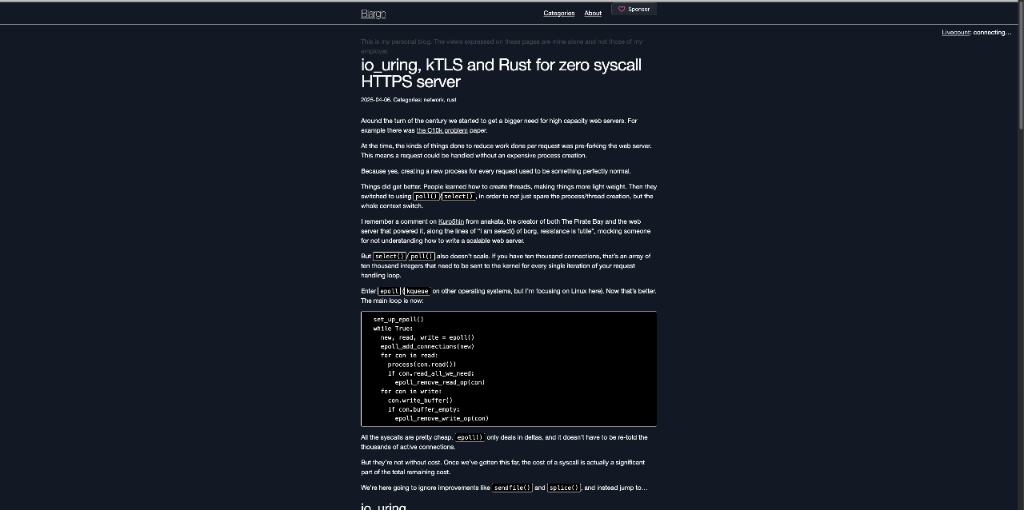 Blargh
Categories About Sponsor
Livecount: connecting...
This is my personal blog. The views expressed on these pages are mine alone and not those of my
employer.
io_uring, kTLS and Rust for zero syscall
HTTPS server
2025-04-06, Categories: network, rust
Around the turn of the century we started to get a bigger need for high capacity web servers. For
example there was the C10k problem paper.
At the time, the kinds of things done to reduce work done per request was pre-forking the web server.
This means a request could be handled without an expensive process creation.
Because yes, creating a new process for every request used to be something perfectly normal.
Things did get better. People learned how to create threads, making things more light weight. Then they
switched to using poll()/select(), in order to not just spare the process/thread creation, but the
whole context switch.
I remember a comment on Kuro5hin from anakata, the creator of both The Pirate Bay and the web
server that powered it, along the lines of "I am select() of borg, resistance is futile", mocking someone
for not understanding how to write a scalable web server.
But select()/poll() also doesn't scale. If you have ten thousand connections, that's an array of
ten thousand integers that need to be sent to the kernel for every single iteration of your request
handling loop.
Enter epoll (kqueue on other operating systems, but I'm focusing on Linux here). Now that's better.
The main loop is now:
set_up_epoll()
while True:
new, read, write = epoll()
epoll_add_connections(new)
for con in read:
process(con.read())
if con.read_all_we_need:
epoll_remove_read_op(con)
for con in write:
con.write_buffer()
if con.buffer_empty:
epoll_remove_write_op(con)
All the syscalls are pretty cheap. epoll() only deals in deltas, and it doesn't have to be re-told the
thousands of active connections.
But they're not without cost. Once we've gotten this far, the cost of a syscall is actually a significant
part of the total remaining cost.
We're here going to ignore improvements like sendfile() and splice(), and instead jump to...
io_uring